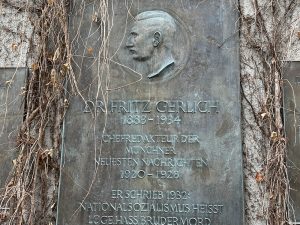 DR. FRITZ GERLICH
1883-1934
CHEFREDAKTEUR DER
MÜNCHNER
NEUESTEN NACHRICHTEN
1920-1928
ER SCHRIEB 1932:
NATIONALSOZIALISMUS HEISST
LÜGE, HASS, BRUDERMORD